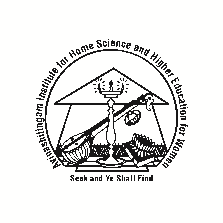 Avinashilingam Institute for Home Science and Higher Education for Women
Seek and Ye Shall Find